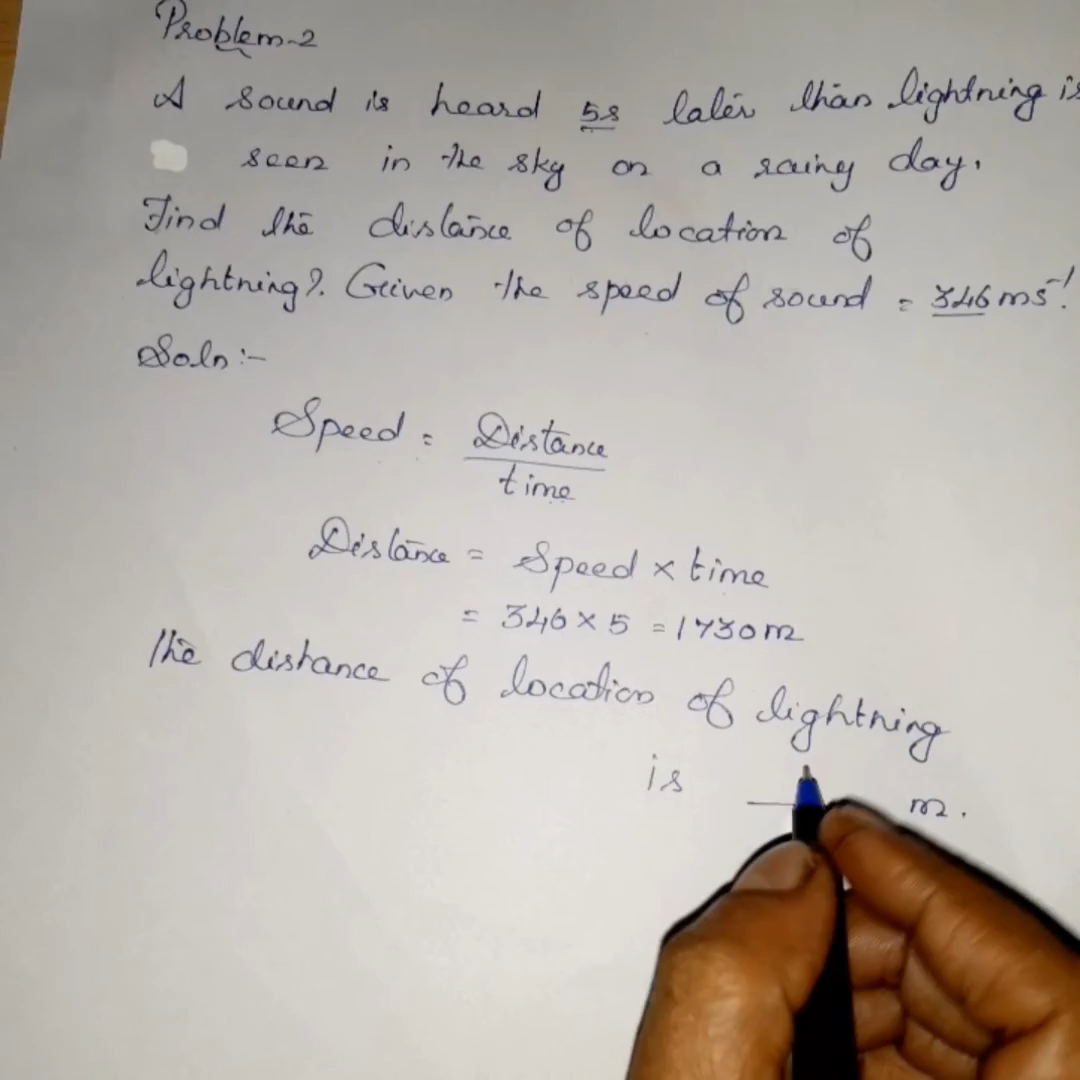 Problem-2
A sound is heard 5s later than lightning is
seen in the sky on a rainy day.
Find the distance of location of
lightning?. Given the speed of sound = 346 ms⁻¹.
Soln:-
Speed = Distance
time
Distance = Speed × time
= 346 × 5 = 1730m
The distance of location of lightning
is ___ m.